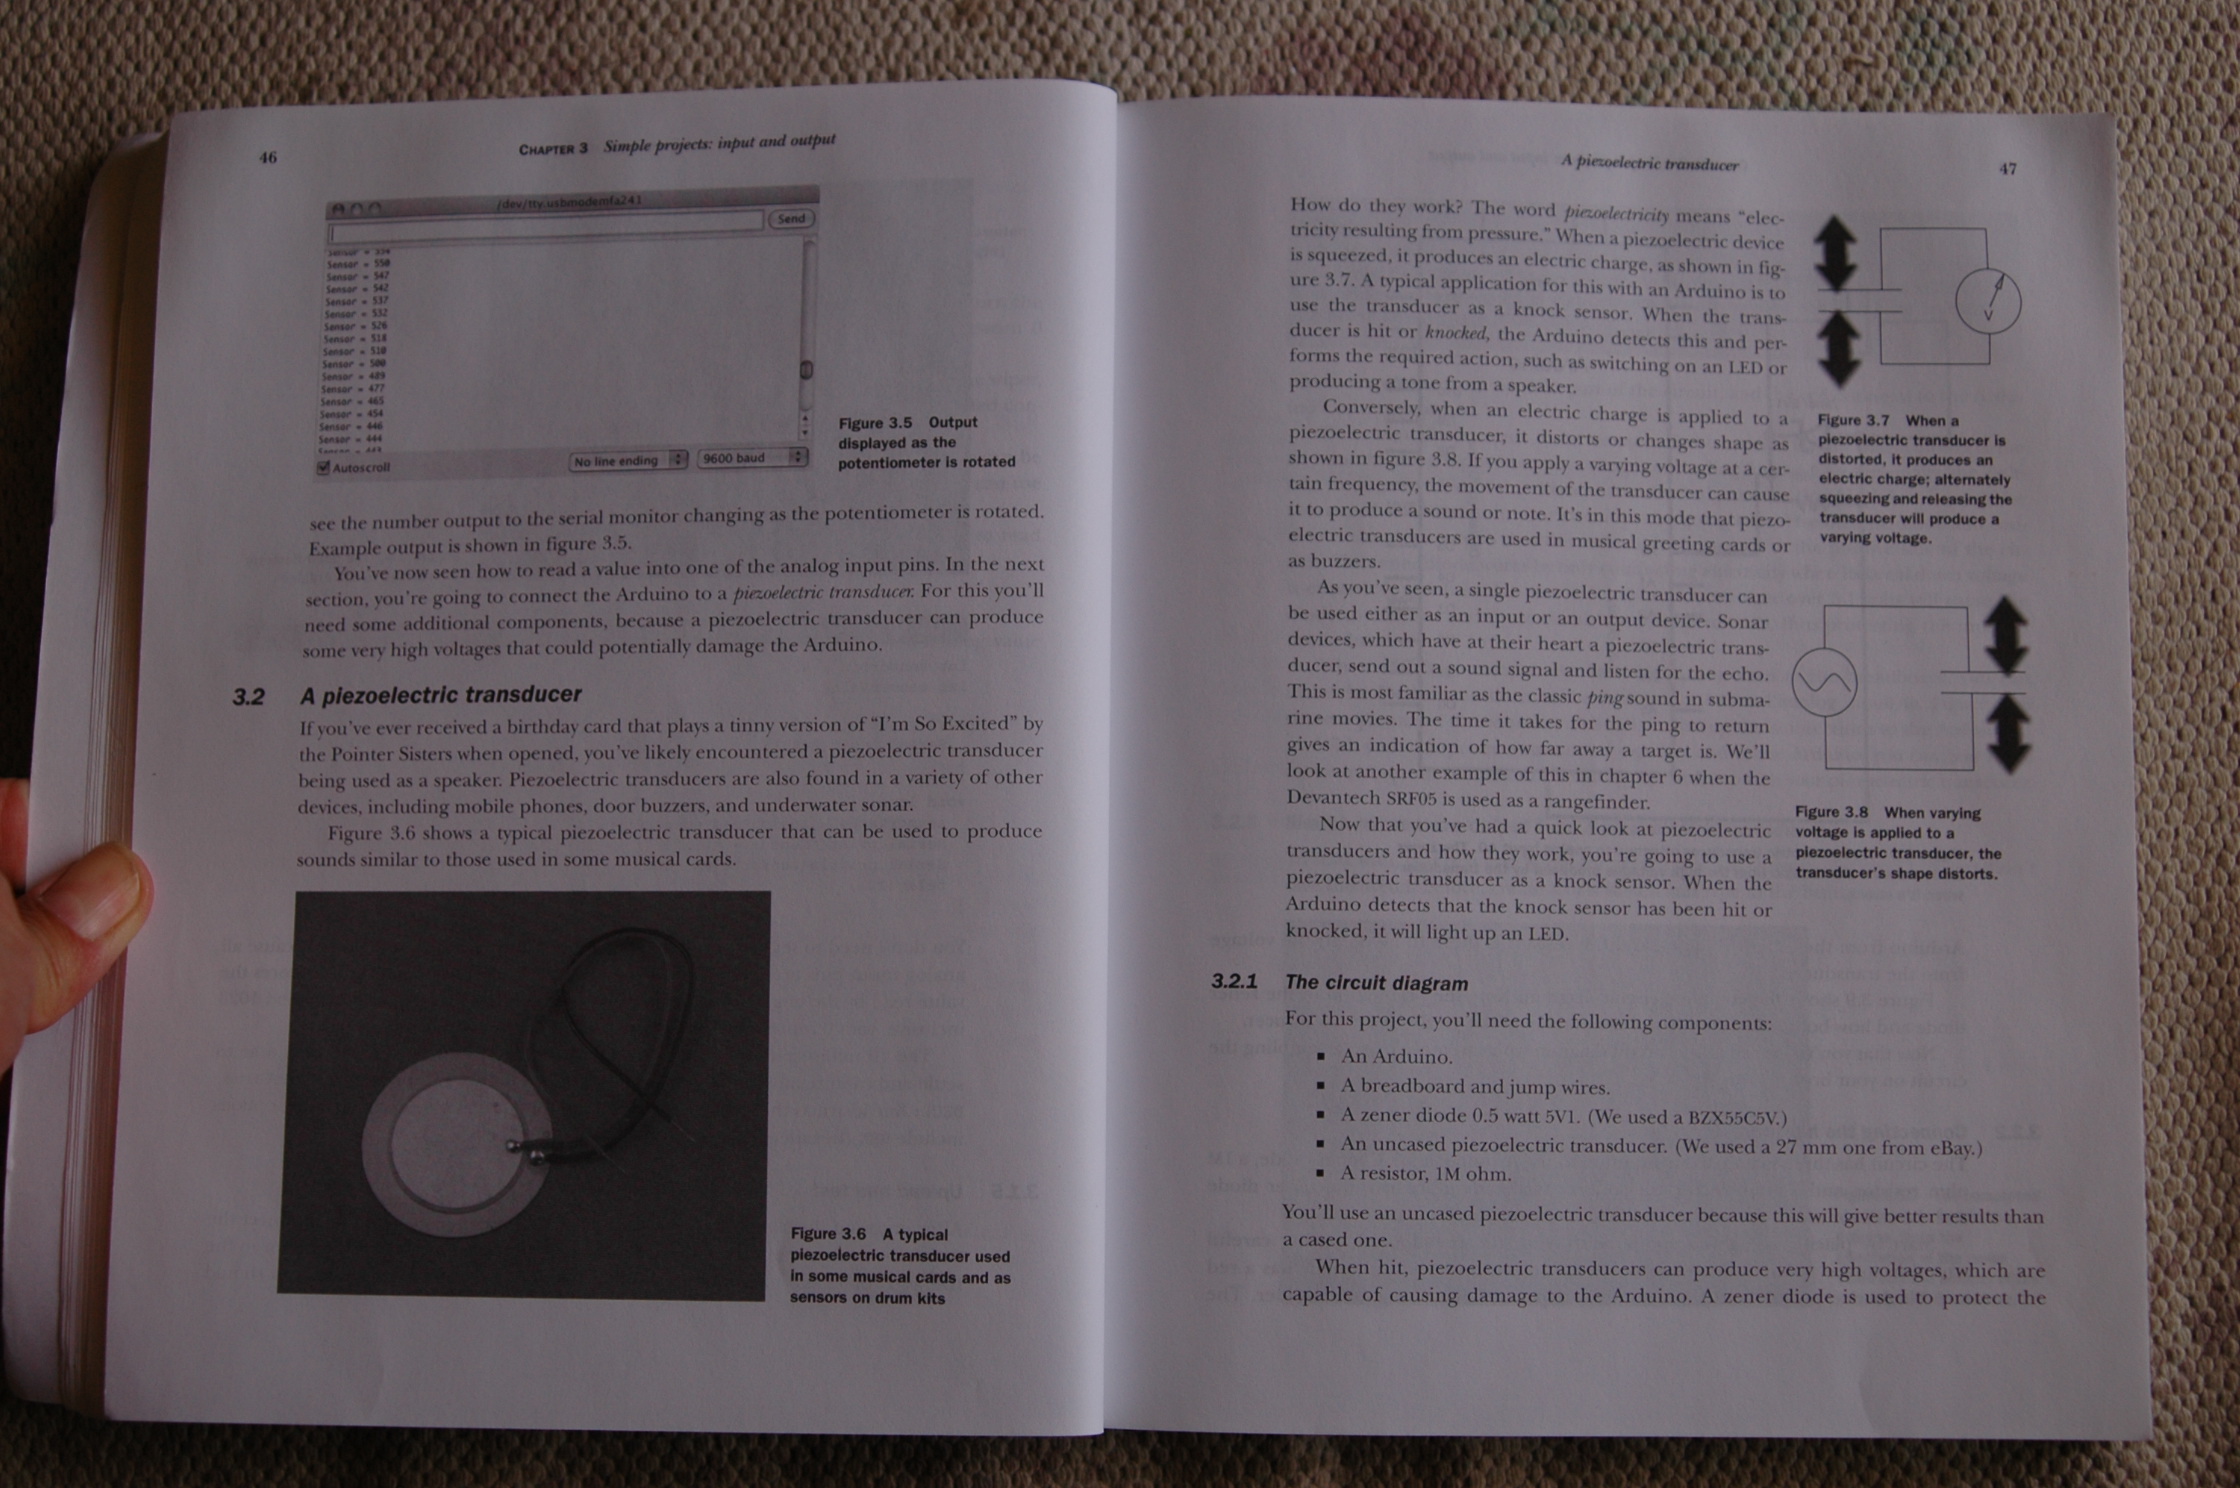 46
CHAPTER 3 Simple projects: input and output
/dev/tty.usbmodemfa241
Send
Sensor = 554
Sensor = 550
Sensor = 547
Sensor = 542
Sensor = 537
Sensor = 532
Sensor = 526
Sensor = 518
Sensor = 510
Sensor = 500
Sensor = 489
Sensor = 477
Sensor = 465
Sensor = 454
Sensor = 446
Sensor = 444
Autoscroll
No line ending
9600 baud
Figure 3.5 Output
displayed as the
potentiometer is rotated
see the number output to the serial monitor changing as the potentiometer is rotated.
Example output is shown in figure 3.5.
You've now seen how to read a value into one of the analog input pins. In the next
section, you're going to connect the Arduino to a piezoelectric transducer. For this you'll
need some additional components, because a piezoelectric transducer can produce
some very high voltages that could potentially damage the Arduino.
3.2 A piezoelectric transducer
If you've ever received a birthday card that plays a tinny version of “I'm So Excited” by
the Pointer Sisters when opened, you've likely encountered a piezoelectric transducer
being used as a speaker. Piezoelectric transducers are also found in a variety of other
devices, including mobile phones, door buzzers, and underwater sonar.
Figure 3.6 shows a typical piezoelectric transducer that can be used to produce
sounds similar to those used in some musical cards.
Figure 3.6 A typical
piezoelectric transducer used
in some musical cards and as
sensors on drum kits
A piezoelectric transducer
47
How do they work? The word piezoelectricity means “elec-
tricity resulting from pressure.” When a piezoelectric device
is squeezed, it produces an electric charge, as shown in fig-
ure 3.7. A typical application for this with an Arduino is to
use the transducer as a knock sensor. When the trans-
ducer is hit or knocked, the Arduino detects this and per-
forms the required action, such as switching on an LED or
producing a tone from a speaker.
Conversely, when an electric charge is applied to a
piezoelectric transducer, it distorts or changes shape as
shown in figure 3.8. If you apply a varying voltage at a cer-
tain frequency, the movement of the transducer can cause
it to produce a sound or note. It's in this mode that piezo-
electric transducers are used in musical greeting cards or
as buzzers.
As you've seen, a single piezoelectric transducer can
be used either as an input or an output device. Sonar
devices, which have at their heart a piezoelectric trans-
ducer, send out a sound signal and listen for the echo.
This is most familiar as the classic ping sound in subma-
rine movies. The time it takes for the ping to return
gives an indication of how far away a target is. We'll
look at another example of this in chapter 6 when the
Devantech SRF05 is used as a rangefinder.
Now that you've had a quick look at piezoelectric
transducers and how they work, you're going to use a
piezoelectric transducer as a knock sensor. When the
Arduino detects that the knock sensor has been hit or
knocked, it will light up an LED.
V
Figure 3.7 When a
piezoelectric transducer is
distorted, it produces an
electric charge; alternately
squeezing and releasing the
transducer will produce a
varying voltage.
Figure 3.8 When varying
voltage is applied to a
piezoelectric transducer, the
transducer's shape distorts.
3.2.1 The circuit diagram
For this project, you'll need the following components:
▪ An Arduino.
▪ A breadboard and jump wires.
▪ A zener diode 0.5 watt 5V1. (We used a BZX55C5V.)
▪ An uncased piezoelectric transducer. (We used a 27 mm one from eBay.)
▪ A resistor, 1M ohm.
You'll use an uncased piezoelectric transducer because this will give better results than
a cased one.
When hit, piezoelectric transducers can produce very high voltages, which are
capable of causing damage to the Arduino. A zener diode is used to protect the